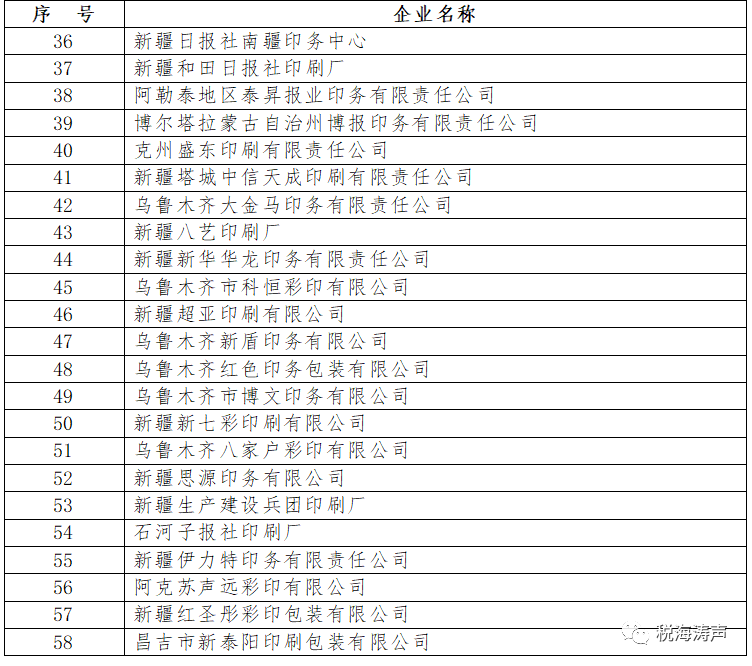 序 号 企业名称
36 新疆日报社南疆印务中心
37 新疆和田日报社印刷厂
38 阿勒泰地区泰昇报业印务有限责任公司
39 博尔塔拉蒙古自治州博报印务有限责任公司
40 克州盛东印刷有限责任公司
41 新疆塔城中信天成印刷有限责任公司
42 乌鲁木齐大金马印务有限责任公司
43 新疆八艺印刷厂
44 新疆新华华龙印务有限责任公司
45 乌鲁木齐市科恒彩印有限公司
46 新疆超亚印刷有限公司
47 乌鲁木齐新盾印务有限公司
48 乌鲁木齐红色印务包装有限公司
49 乌鲁木齐市博文印务有限公司
50 新疆新七彩印刷有限公司
51 乌鲁木齐八家户彩印有限公司
52 新疆思源印务有限公司
53 新疆生产建设兵团印刷厂
54 石河子报社印刷厂
55 新疆伊力特印务有限责任公司
56 阿克苏声远彩印有限公司
57 新疆红圣彤彩印包装有限公司
58 昌吉市新泰阳印刷包装有限公司
税海涛声